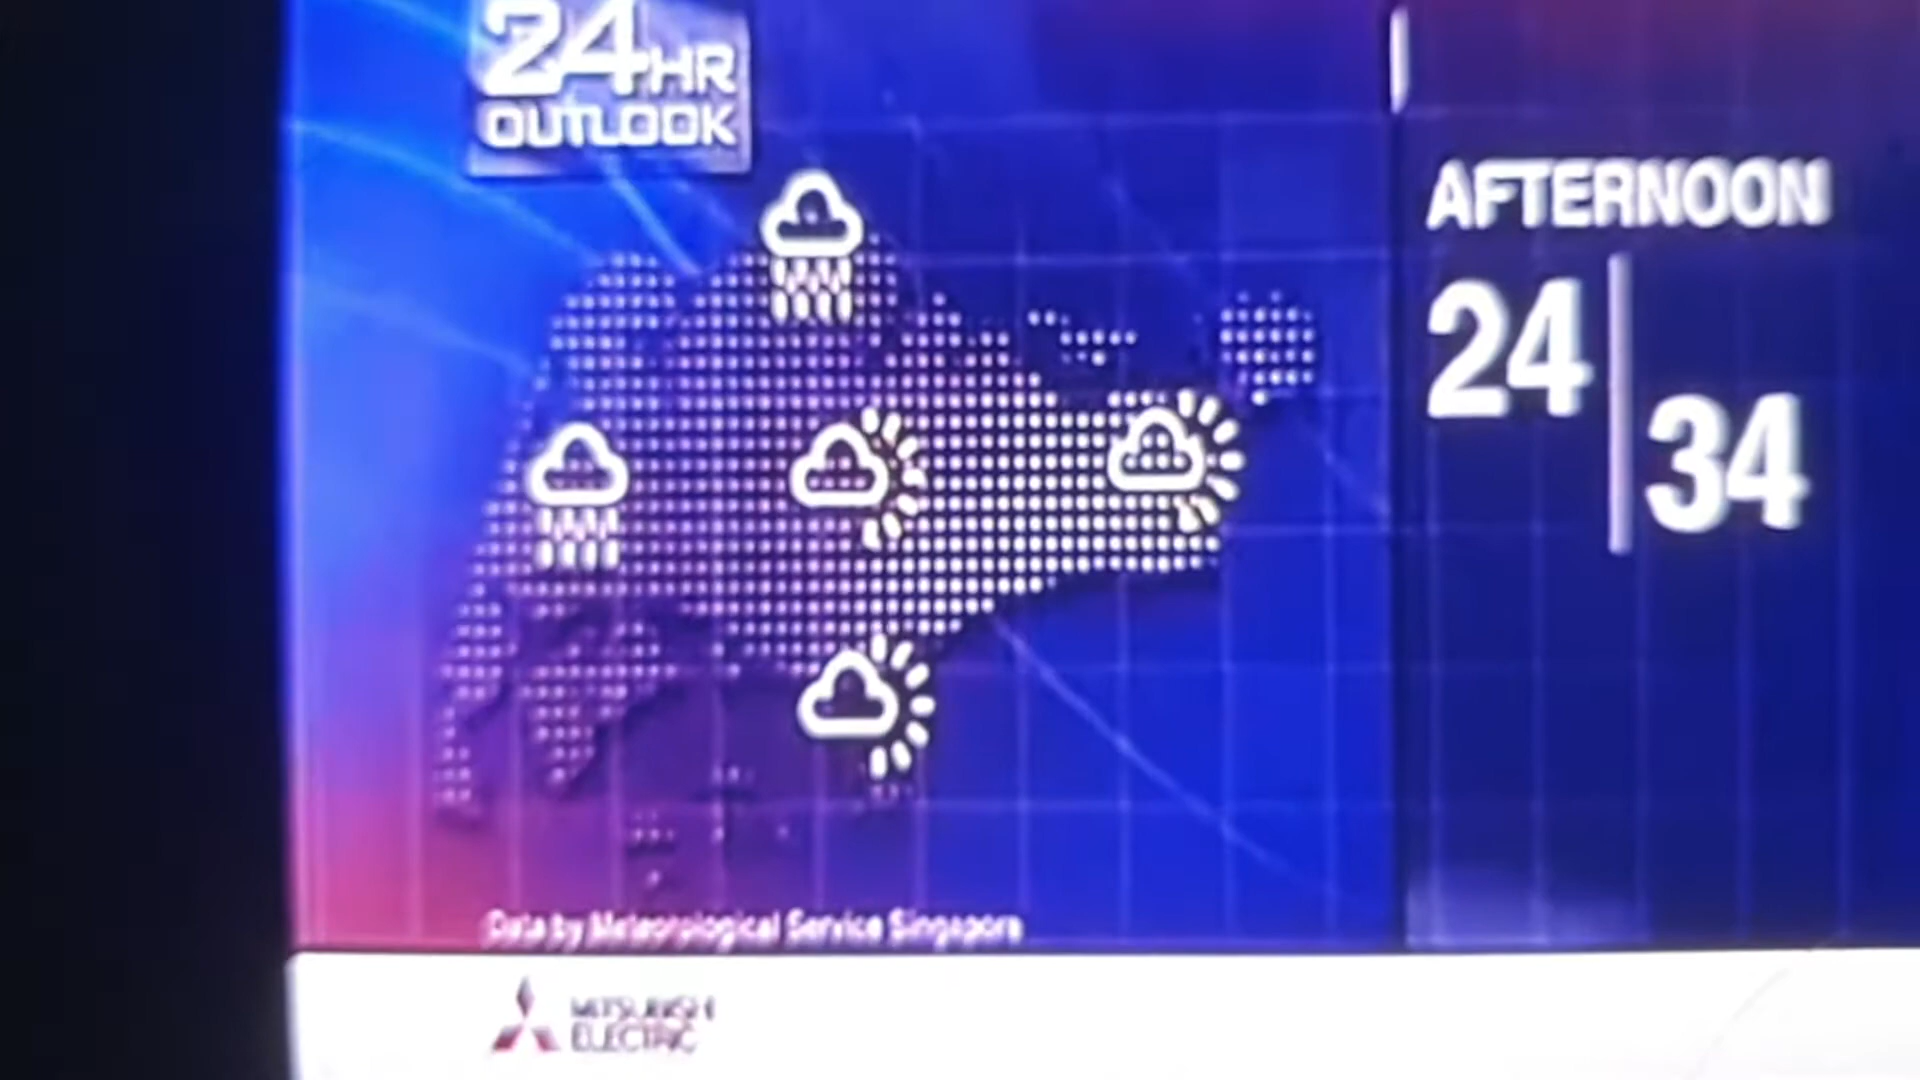 24HR
OUTLOOK
AFTERNOON
24
34
Data by Meteorological Service Singapore
MITSUBISHI
ELECTRIC